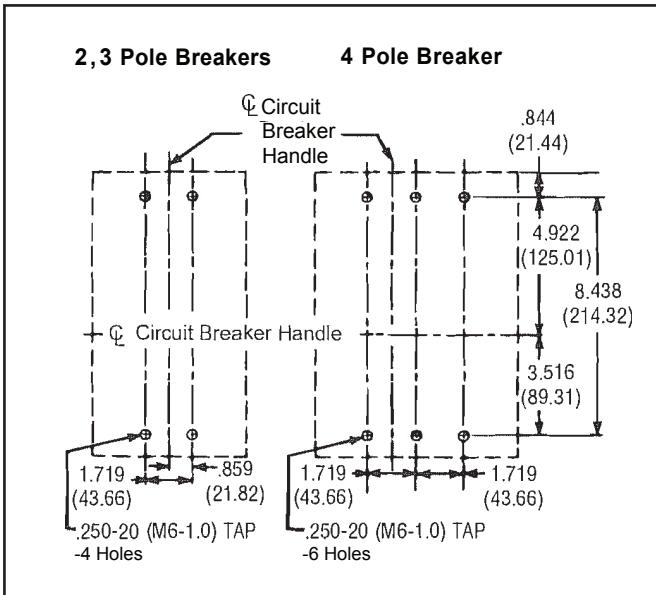 2,3 Pole Breakers
4 Pole Breaker
℄ Circuit
Breaker
Handle
.844
(21.44)
4.922
(125.01)
8.438
(214.32)
℄ Circuit Breaker Handle
3.516
(89.31)
1.719
(43.66)
.859
(21.82)
1.719
(43.66)
1.719
(43.66)
.250-20 (M6-1.0) TAP
-4 Holes
.250-20 (M6-1.0) TAP
-6 Holes